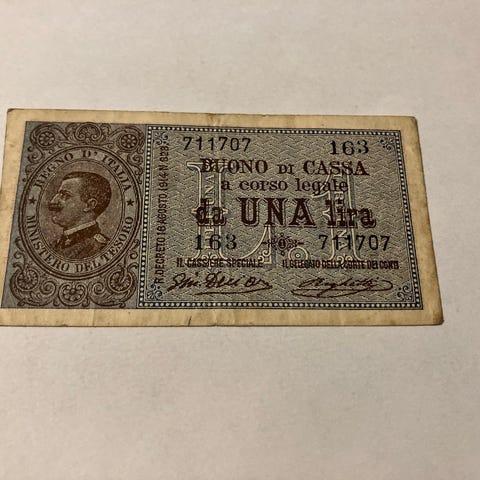 REGNO D'ITALIA
MINISTERO DEL TESORO
R. DECRETO 16 AGOSTO 1914 N. 828
711707 163
BUONO DI CASSA
a corso legale
da UNA lira
163 711707
IL CASSIERE SPECIALE IL DELEGATO DELLA CORTE DEI CONTI